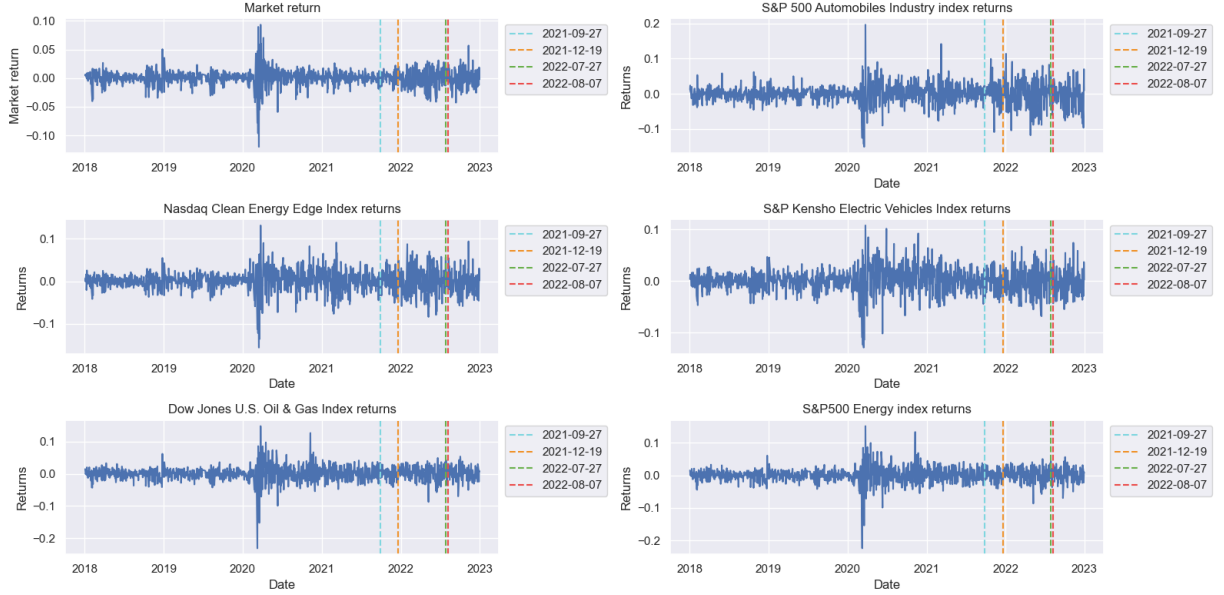 Market return
Market return
0.10
0.05
0.00
−0.05
−0.10
2018 2019 2020 2021 2022 2023
Date
2021-09-27
2021-12-19
2022-07-27
2022-08-07
S&P 500 Automobiles Industry index returns
Returns
0.2
0.1
0.0
−0.1
2018 2019 2020 2021 2022 2023
Date
2021-09-27
2021-12-19
2022-07-27
2022-08-07
Nasdaq Clean Energy Edge Index returns
Returns
0.1
0.0
−0.1
2018 2019 2020 2021 2022 2023
Date
2021-09-27
2021-12-19
2022-07-27
2022-08-07
S&P Kensho Electric Vehicles Index returns
Returns
0.1
0.0
−0.1
2018 2019 2020 2021 2022 2023
Date
2021-09-27
2021-12-19
2022-07-27
2022-08-07
Dow Jones U.S. Oil & Gas Index returns
Returns
0.1
0.0
−0.1
−0.2
2018 2019 2020 2021 2022 2023
Date
2021-09-27
2021-12-19
2022-07-27
2022-08-07
S&P500 Energy index returns
Returns
0.1
0.0
−0.1
−0.2
2018 2019 2020 2021 2022 2023
Date
2021-09-27
2021-12-19
2022-07-27
2022-08-07